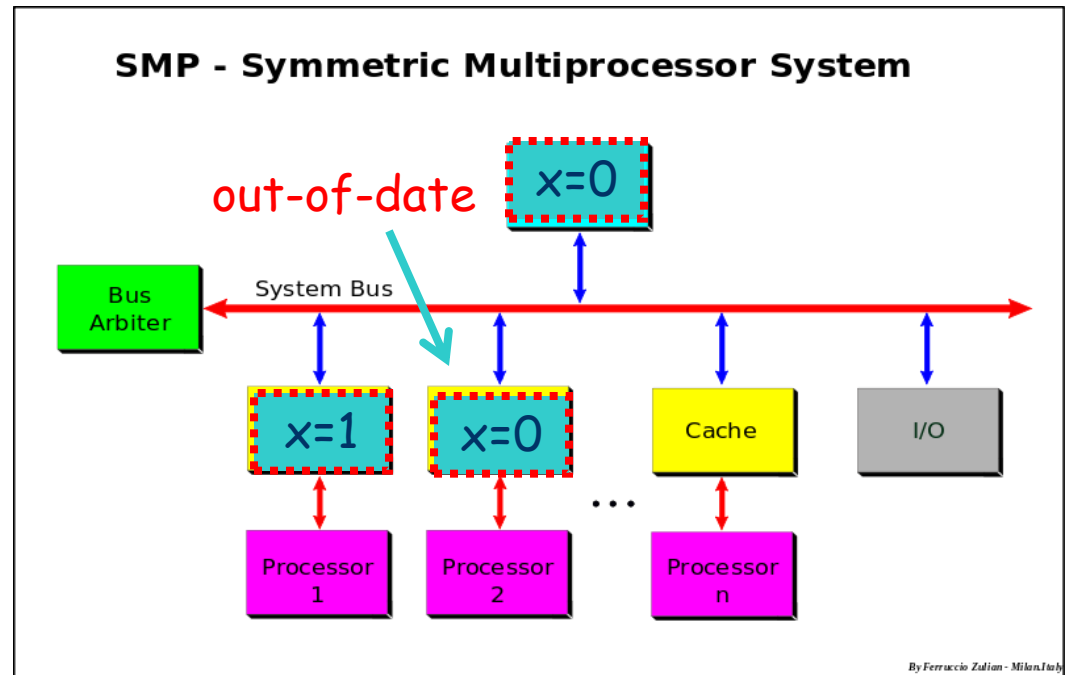 SMP - Symmetric Multiprocessor System
x=0
out-of-date
System Bus
Bus
Arbiter
x=1
x=0
Cache
I/O
...
Processor
1
Processor
2
Processor
n
By Ferruccio Zulian - Milan.Italy